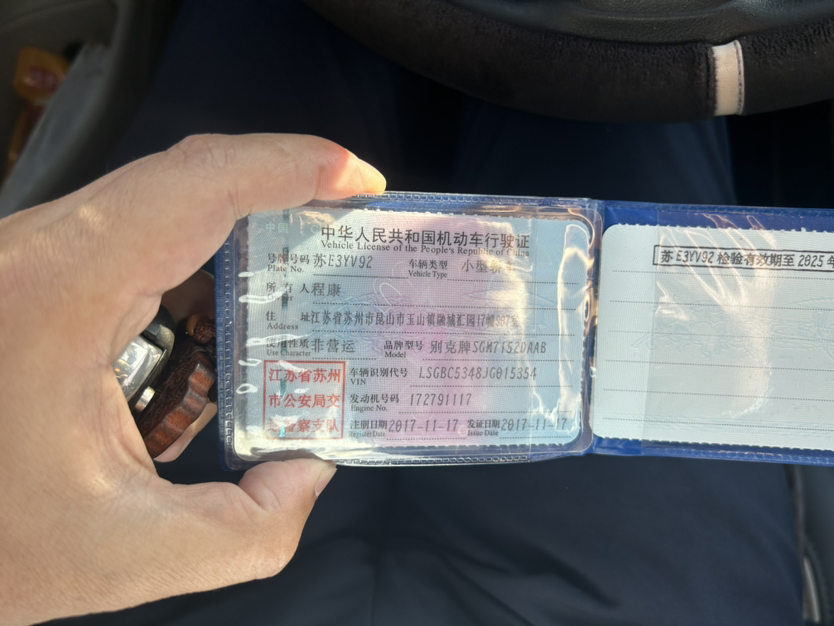 中华人民共和国机动车行驶证
Vehicle License of the People's Republic of China
号牌号码 苏E3YV92 车辆类型 小型轿车
Plate No. Vehicle Type
所有人 程康
住址 江苏省苏州市昆山市玉山镇融城汇园17幢
Address
使用性质 非营运 品牌型号 别克牌SGM7152DAAB
Use Character Model
江苏省苏州
市公安局交
通警察支队
车辆识别代号 LSGBC5348JG015354
VIN
发动机号码 172791117
Engine No.
注册日期 2017-11-17 发证日期 2017-11-17
Register Date Issue Date
苏E3YV92 检验有效期至 2025年